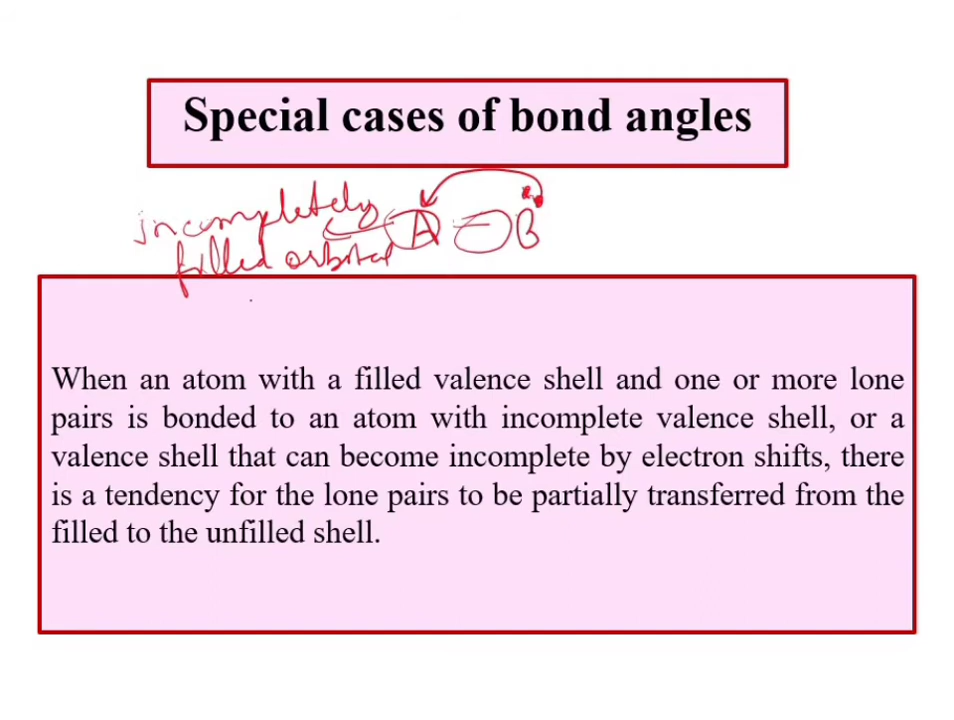 Special cases of bond angles
incompletely
filled orbital
A = B
When an atom with a filled valence shell and one or more lone
pairs is bonded to an atom with incomplete valence shell, or a
valence shell that can become incomplete by electron shifts, there
is a tendency for the lone pairs to be partially transferred from the
filled to the unfilled shell.